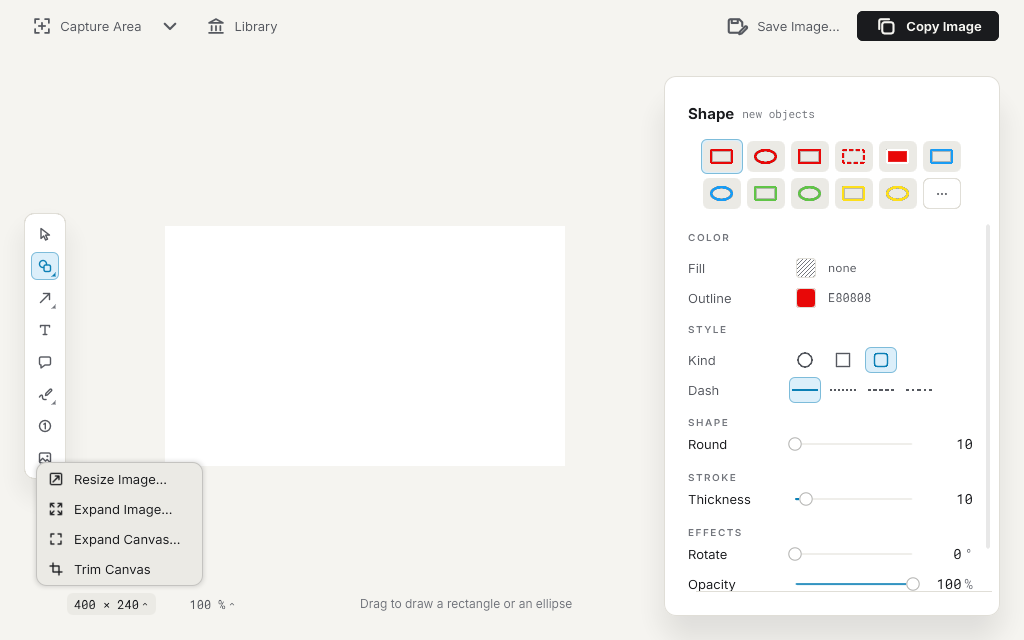 Capture Area
Library
Save Image...
Copy Image
Shape new objects
...
COLOR
Fill none
Outline E80808
STYLE
Kind
Dash
SHAPE
Round 10
STROKE
Thickness 10
EFFECTS
Rotate 0 °
Opacity 100 %
Resize Image...
Expand Image...
Expand Canvas...
Trim Canvas
400 × 240
100 %
Drag to draw a rectangle or an ellipse